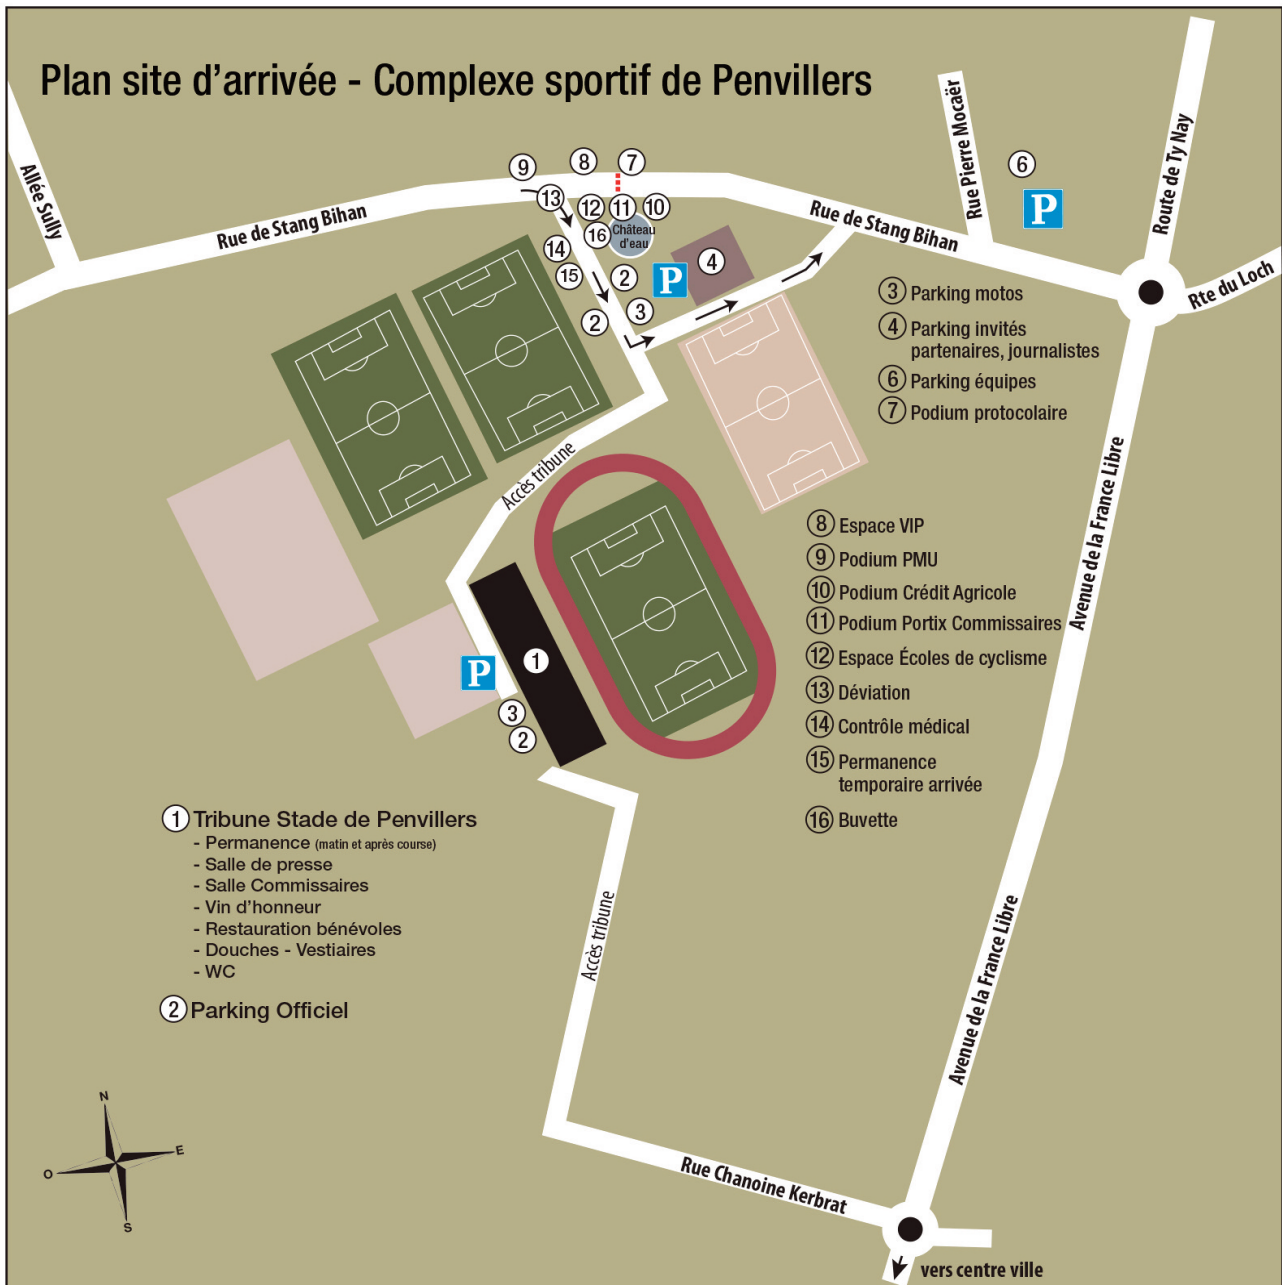 Plan site d'arrivée - Complexe sportif de Penvillers
Allée Sully
Rue de Stang Bihan
9
8
7
13
12
11
10
16
Château
d'eau
14
15
2
P
4
3
2
Rue de Stang Bihan
Rue Pierre Mocaër
6
P
Route de Ty Nay
Rte du Loch
3 Parking motos
4 Parking invités
partenaires, journalistes
6 Parking équipes
7 Podium protocolaire
Accès tribune
Avenue de la France Libre
8 Espace VIP
9 Podium PMU
10 Podium Crédit Agricole
11 Podium Portix Commissaires
12 Espace Écoles de cyclisme
13 Déviation
14 Contrôle médical
15 Permanence
temporaire arrivée
16 Buvette
1
P
3
2
1 Tribune Stade de Penvillers
- Permanence (matin et après course)
- Salle de presse
- Salle Commissaires
- Vin d'honneur
- Restauration bénévoles
- Douches - Vestiaires
- WC
2 Parking Officiel
Accès tribune
Avenue de la France Libre
N
E
O
S
Rue Chanoine Kerbrat
vers centre ville